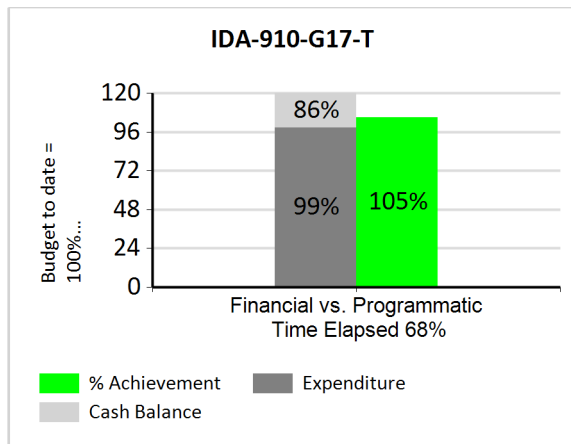 IDA-910-G17-T
Budget to date =
100%...
120
96
72
48
24
0
86%
99%
105%
Financial vs. Programmatic
Time Elapsed 68%
% Achievement
Expenditure
Cash Balance